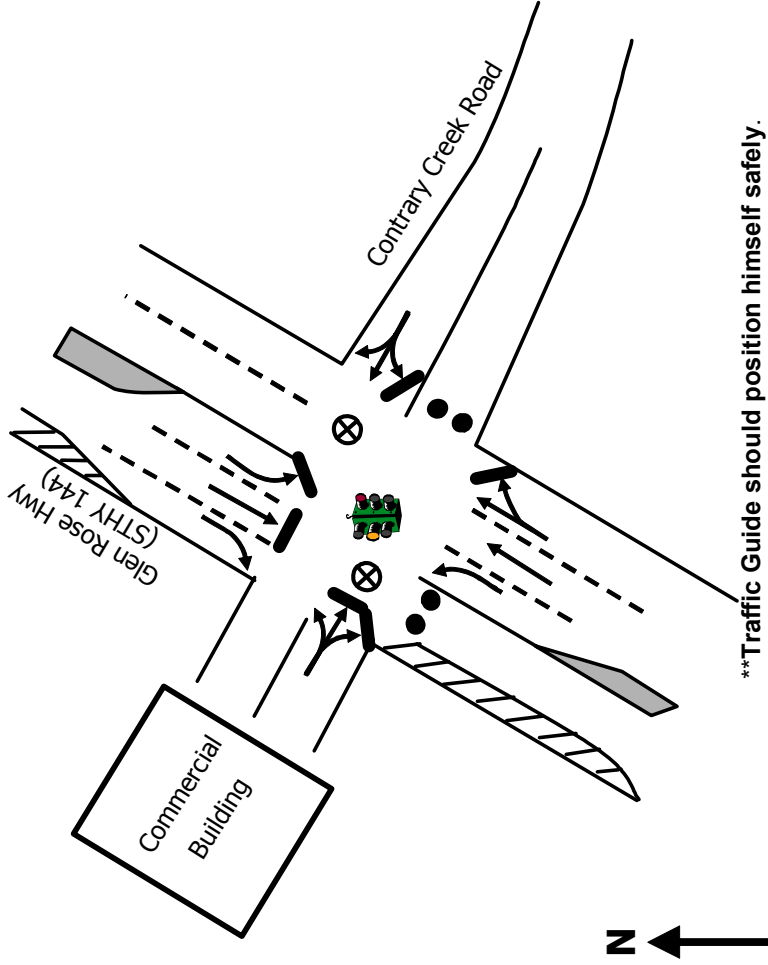 Contrary Creek Road
Glen Rose Hwy
(STHY 144)
Commercial
Building
N
**Traffic Guide should position himself safely.